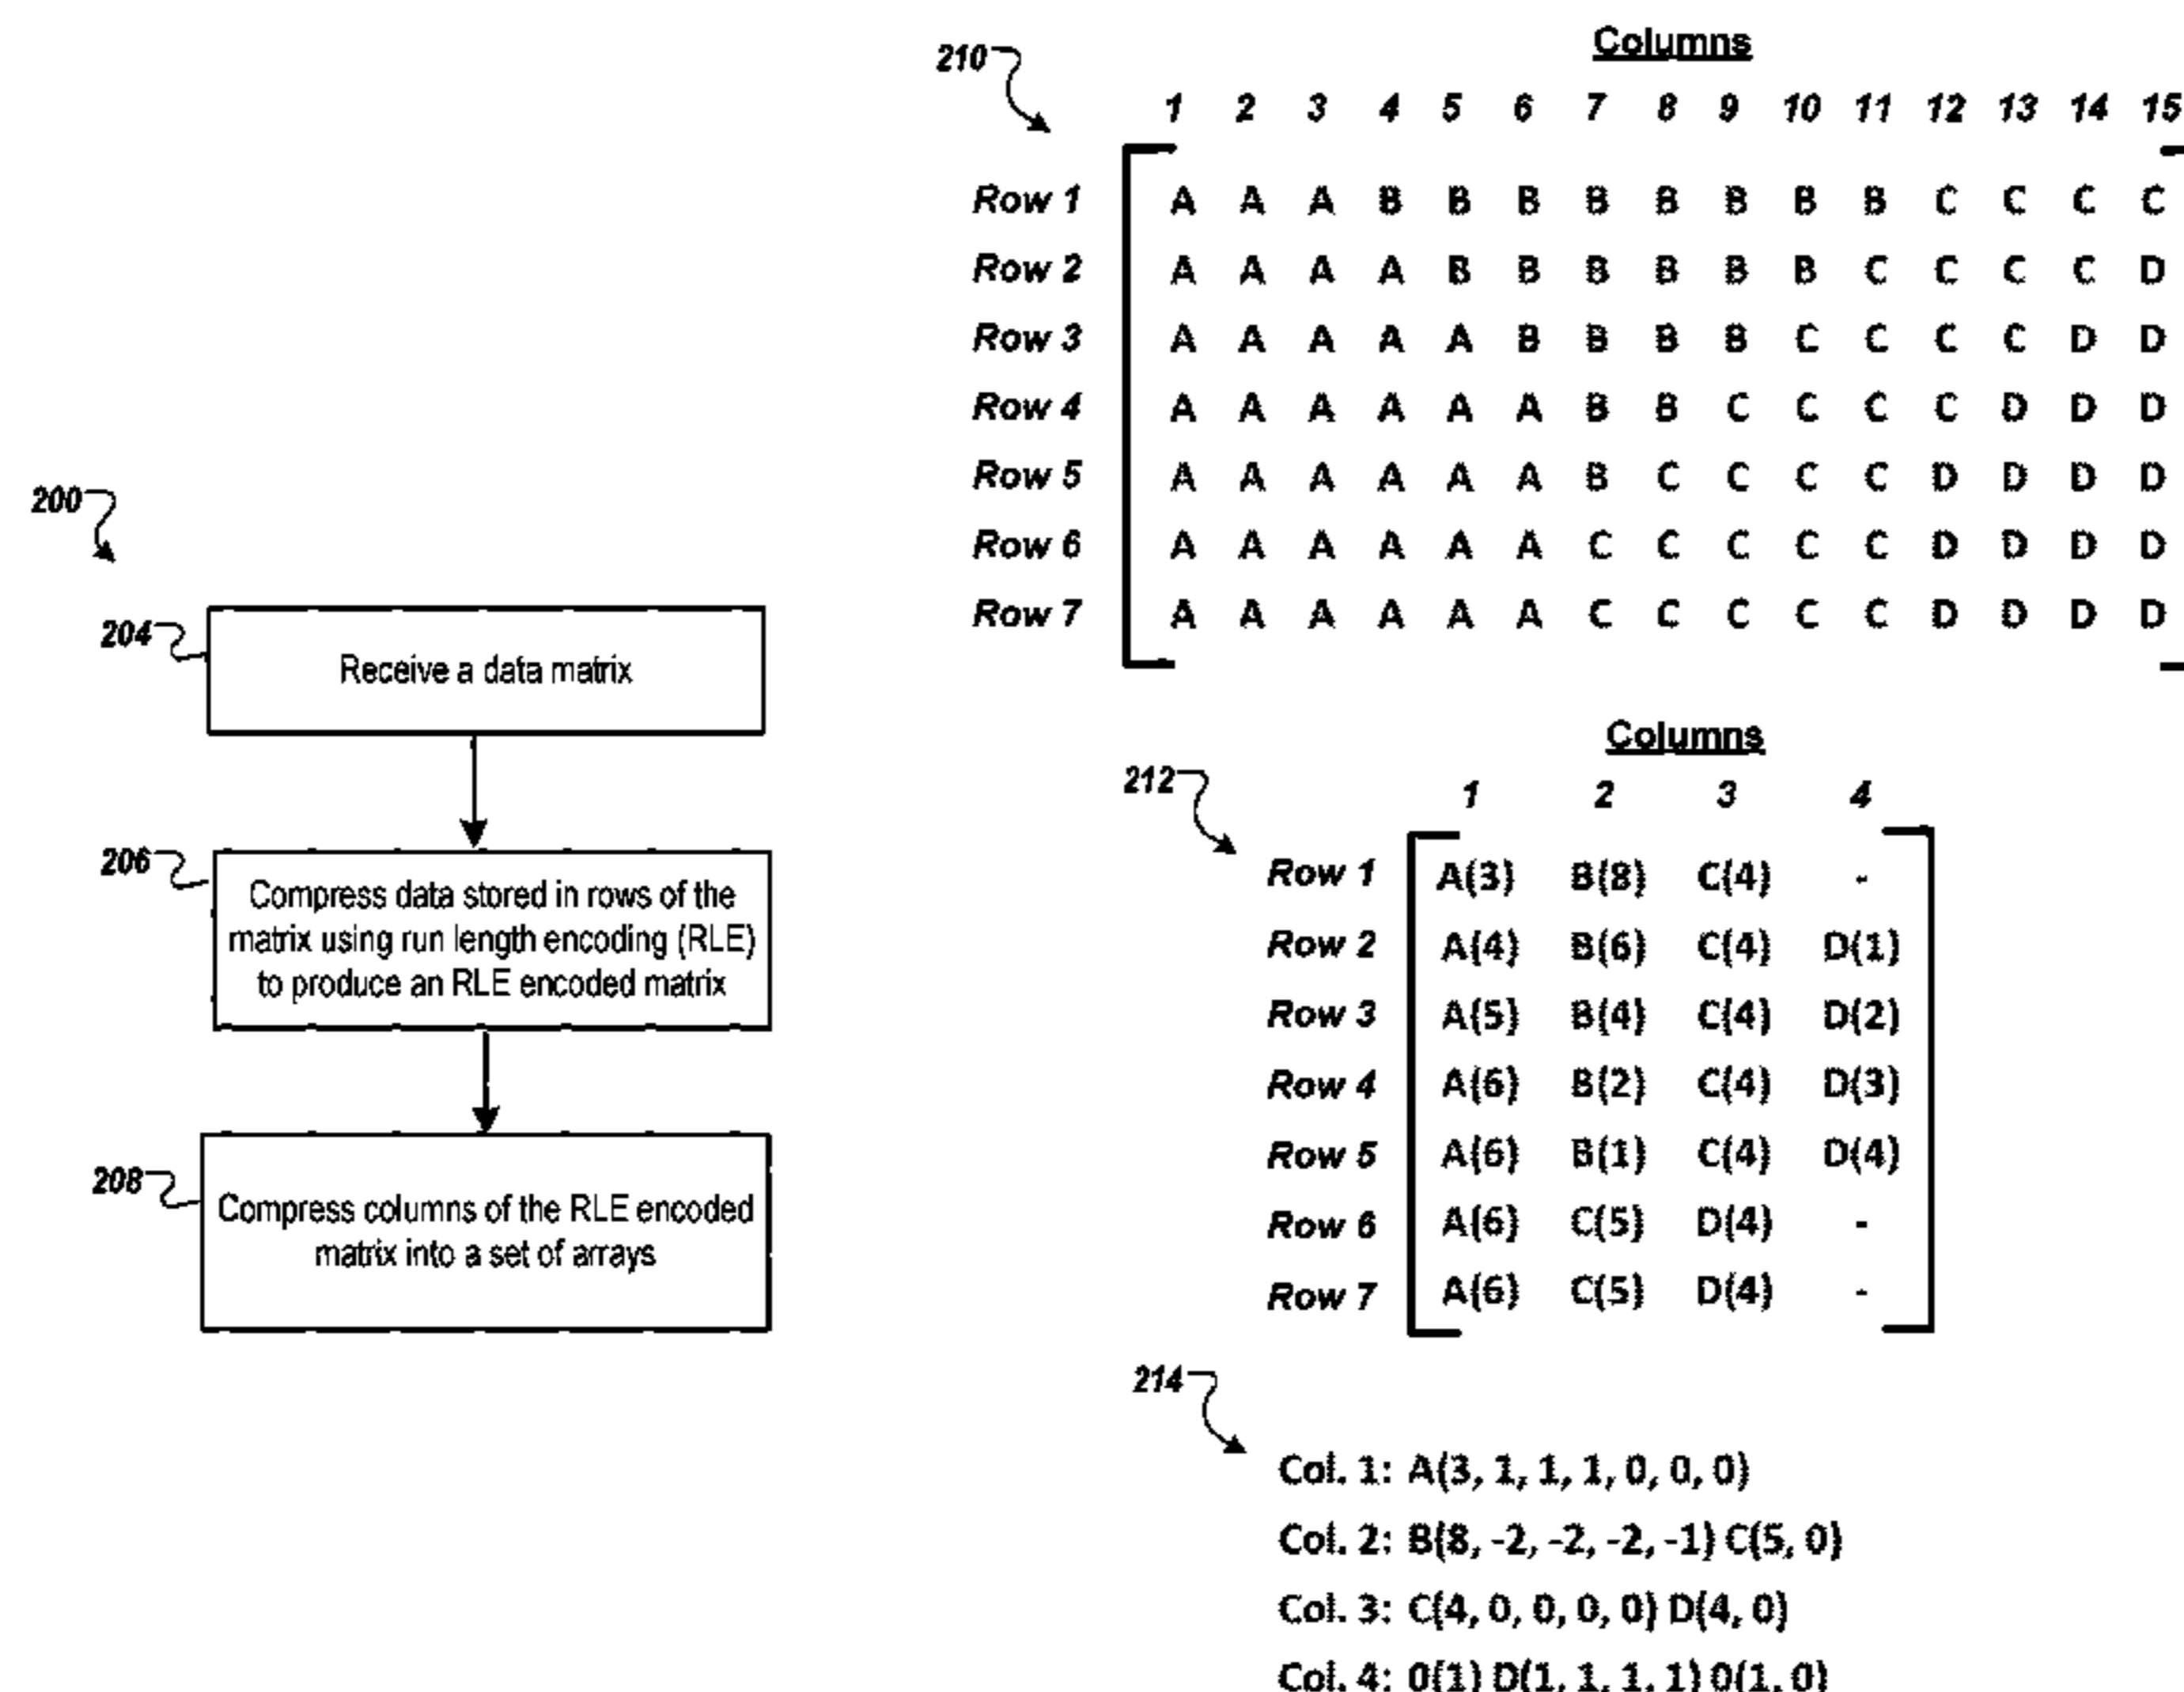 200
204
Receive a data matrix
206
Compress data stored in rows of the
matrix using run length encoding (RLE)
to produce an RLE encoded matrix
208
Compress columns of the RLE encoded
matrix into a set of arrays
210
Columns
1 2 3 4 5 6 7 8 9 10 11 12 13 14 15
Row 1 A A A B B B B B B B B C C C C
Row 2 A A A A B B B B B B C C C C D
Row 3 A A A A A B B B B C C C C D D
Row 4 A A A A A A B B C C C C D D D
Row 5 A A A A A A B C C C C D D D D
Row 6 A A A A A A C C C C C D D D D
Row 7 A A A A A A C C C C C D D D D
212
Columns
1 2 3 4
Row 1 A(3) B(8) C(4) -
Row 2 A(4) B(6) C(4) D(1)
Row 3 A(5) B(4) C(4) D(2)
Row 4 A(6) B(2) C(4) D(3)
Row 5 A(6) B(1) C(4) D(4)
Row 6 A(6) C(5) D(4) -
Row 7 A(6) C(5) D(4) -
214
Col. 1: A(3, 1, 1, 1, 0, 0, 0)
Col. 2: B(8, -2, -2, -2, -1) C(5, 0)
Col. 3: C(4, 0, 0, 0, 0) D(4, 0)
Col. 4: 0(1) D(1, 1, 1, 1) 0(1, 0)